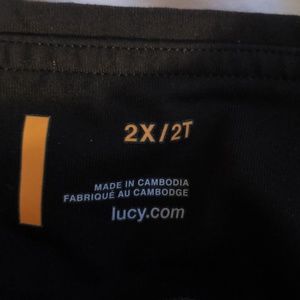 2X/2T
MADE IN CAMBODIA
FABRIQUÉ AU CAMBODGE
lucy.com